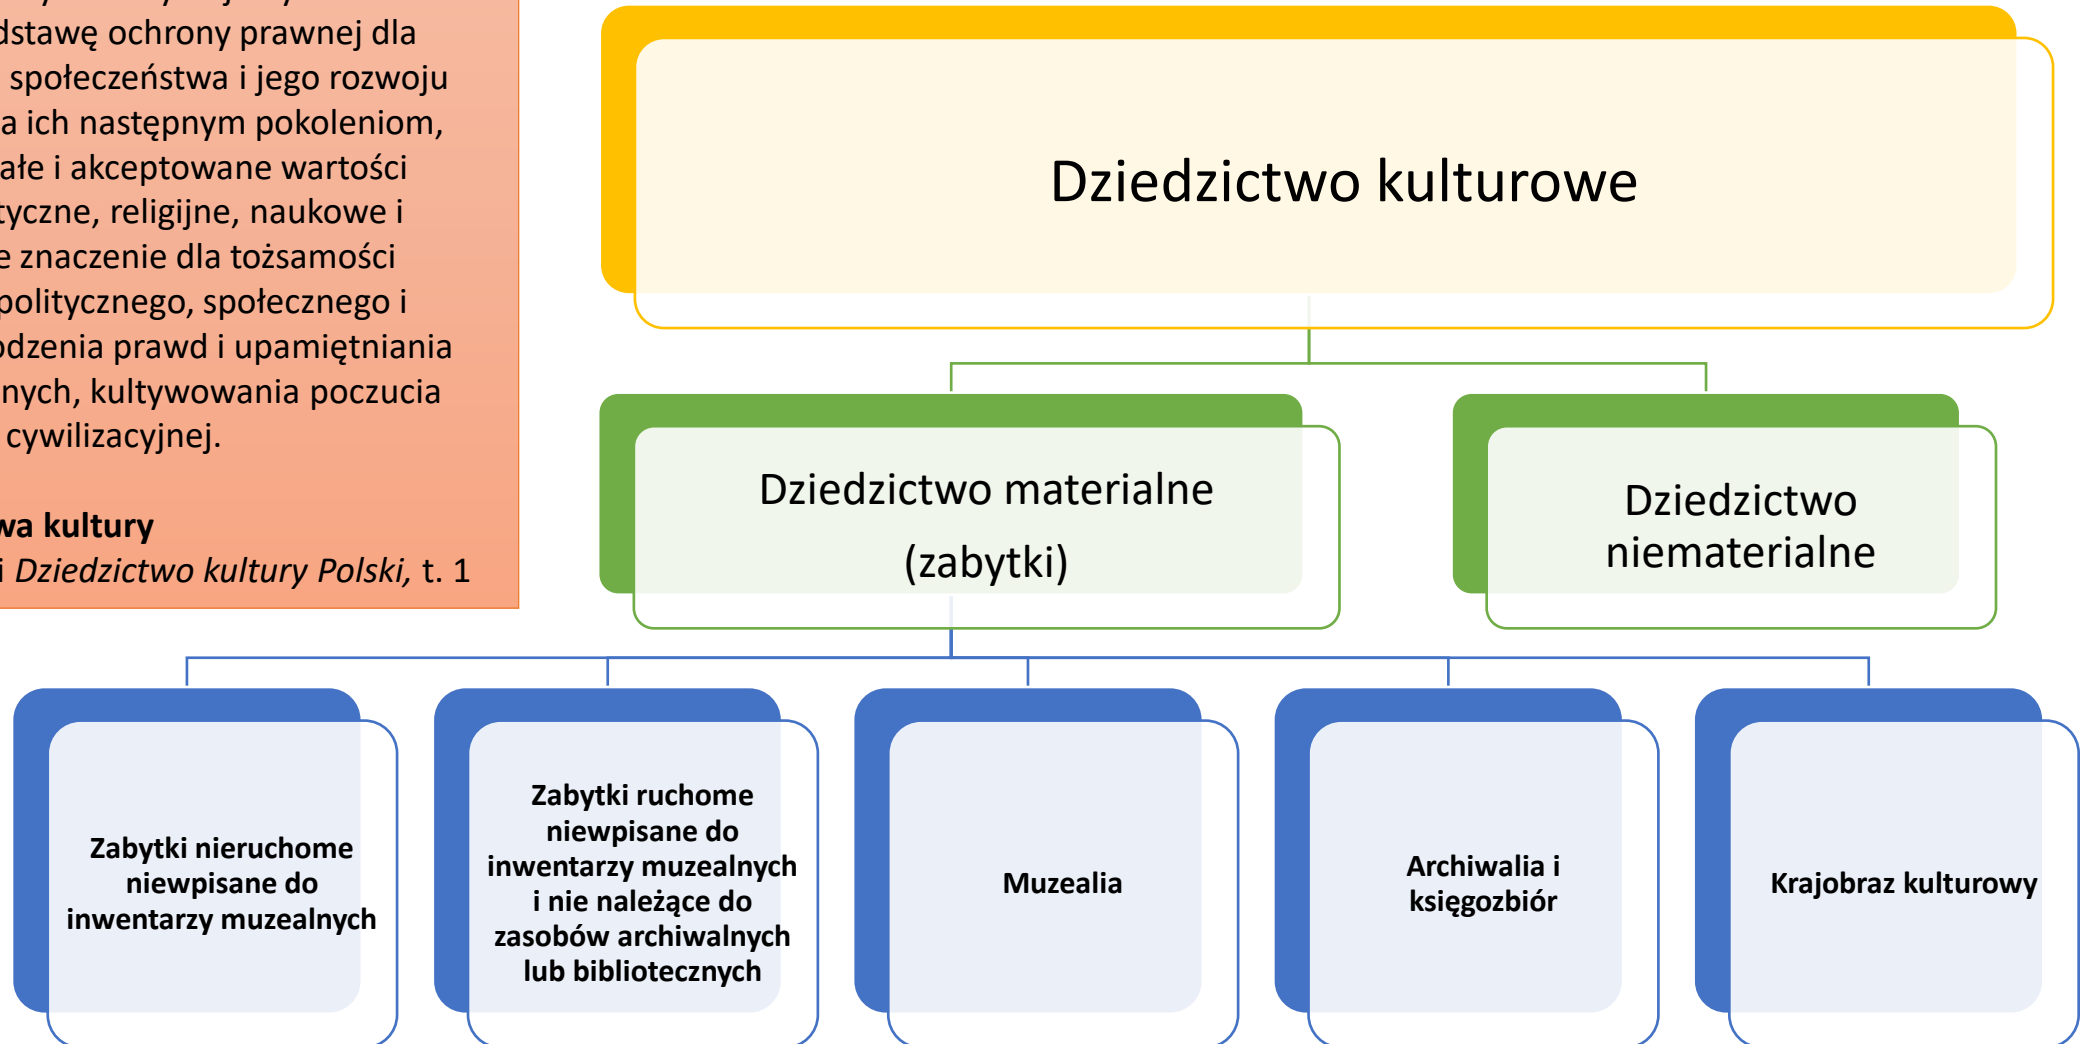 dstawę ochrony prawnej dla
społeczeństwa i jego rozwoju
a ich następnym pokoleniom,
ałe i akceptowane wartości
tyczne, religijne, naukowe i
e znaczenie dla tożsamości
politycznego, społecznego i
odzenia prawd i upamiętniania
nych, kultywowania poczucia
cywilizacyjnej.
wa kultury
i Dziedzictwo kultury Polski, t. 1
Dziedzictwo kulturowe
Dziedzictwo materialne
(zabytki)
Dziedzictwo
niematerialne
Zabytki nieruchome
niewpisane do
inwentarzy muzealnych
Zabytki ruchome
niewpisane do
inwentarzy muzealnych
i nie należące do
zasobów archiwalnych
lub bibliotecznych
Muzealia
Archiwalia i
księgozbiór
Krajobraz kulturowy